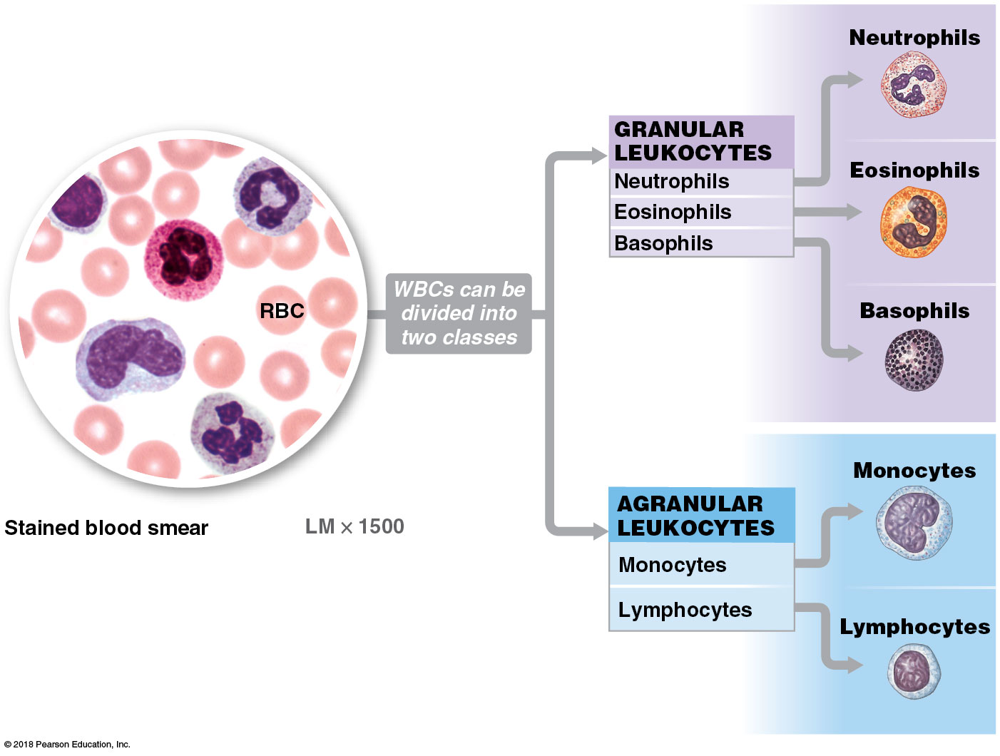 RBC
Stained blood smear
LM × 1500
WBCs can be
divided into
two classes
GRANULAR
LEUKOCYTES
Neutrophils
Eosinophils
Basophils
Neutrophils
Eosinophils
Basophils
AGRANULAR
LEUKOCYTES
Monocytes
Lymphocytes
Monocytes
Lymphocytes
© 2018 Pearson Education, Inc.